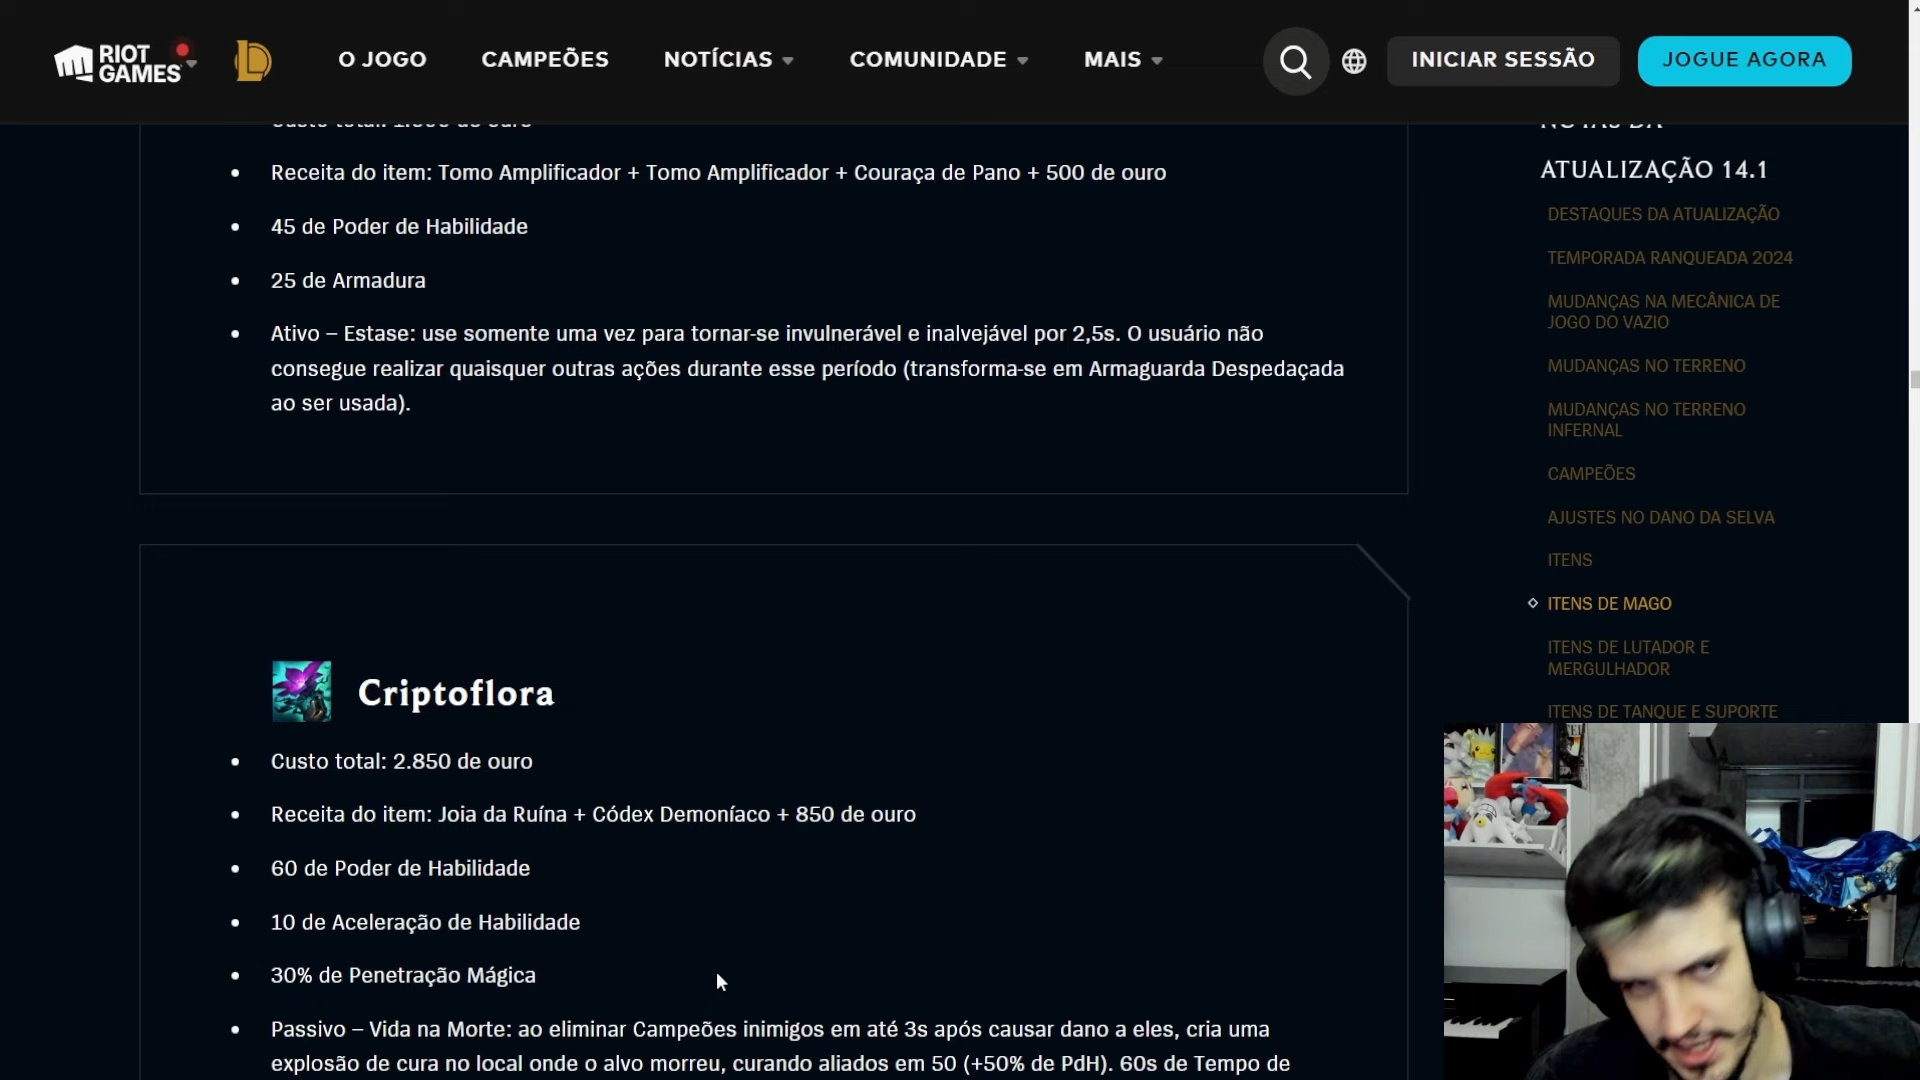 RIOT GAMES
O JOGO
CAMPEÕES
NOTÍCIAS
COMUNIDADE
MAIS
INICIAR SESSÃO
JOGUE AGORA
Receita do item: Tomo Amplificador + Tomo Amplificador + Couraça de Pano + 500 de ouro
45 de Poder de Habilidade
25 de Armadura
Ativo – Estase: use somente uma vez para tornar-se invulnerável e inalvejável por 2,5s. O usuário não
consegue realizar quaisquer outras ações durante esse período (transforma-se em Armaguarda Despedaçada
ao ser usada).
Criptoflora
Custo total: 2.850 de ouro
Receita do item: Joia da Ruína + Códex Demoníaco + 850 de ouro
60 de Poder de Habilidade
10 de Aceleração de Habilidade
30% de Penetração Mágica
Passivo – Vida na Morte: ao eliminar Campeões inimigos em até 3s após causar dano a eles, cria uma
explosão de cura no local onde o alvo morreu, curando aliados em 50 (+50% de PdH). 60s de Tempo de
NOTAS DA
ATUALIZAÇÃO 14.1
DESTAQUES DA ATUALIZAÇÃO
TEMPORADA RANQUEADA 2024
MUDANÇAS NA MECÂNICA DE
JOGO DO VAZIO
MUDANÇAS NO TERRENO
MUDANÇAS NO TERRENO
INFERNAL
CAMPEÕES
AJUSTES NO DANO DA SELVA
ITENS
ITENS DE MAGO
ITENS DE LUTADOR E
MERGULHADOR
ITENS DE TANQUE E SUPORTE